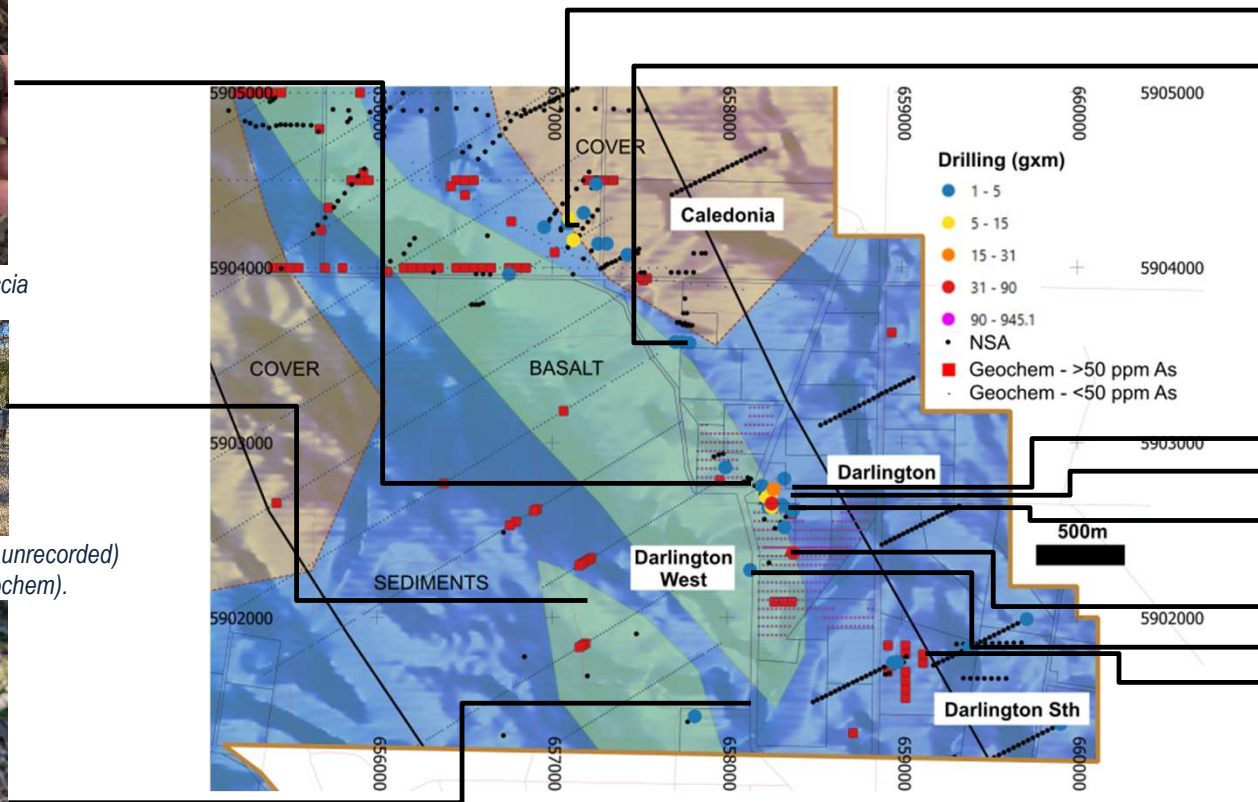 5905000
656000
657000
658000
659000
660000
5905000
COVER
Drilling (gxm)
1 - 5
5 - 15
15 - 31
31 - 90
90 - 945.1
NSA
Geochem - >50 ppm As
Geochem - <50 ppm As
Caledonia
5904000
5904000
ccia
COVER
BASALT
5903000
5903000
Darlington
500m
unrecorded)
ochem).
Darlington
West
SEDIMENTS
5902000
5902000
Darlington Sth
656000
657000
658000
659000
660000